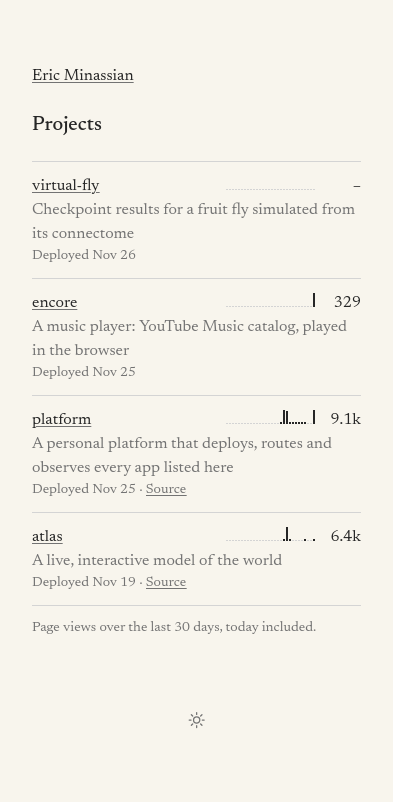 Eric Minassian
Projects
virtual-fly –
Checkpoint results for a fruit fly simulated from
its connectome
Deployed Nov 26
encore 329
A music player: YouTube Music catalog, played
in the browser
Deployed Nov 25
platform 9.1k
A personal platform that deploys, routes and
observes every app listed here
Deployed Nov 25 · Source
atlas 6.4k
A live, interactive model of the world
Deployed Nov 19 · Source
Page views over the last 30 days, today included.